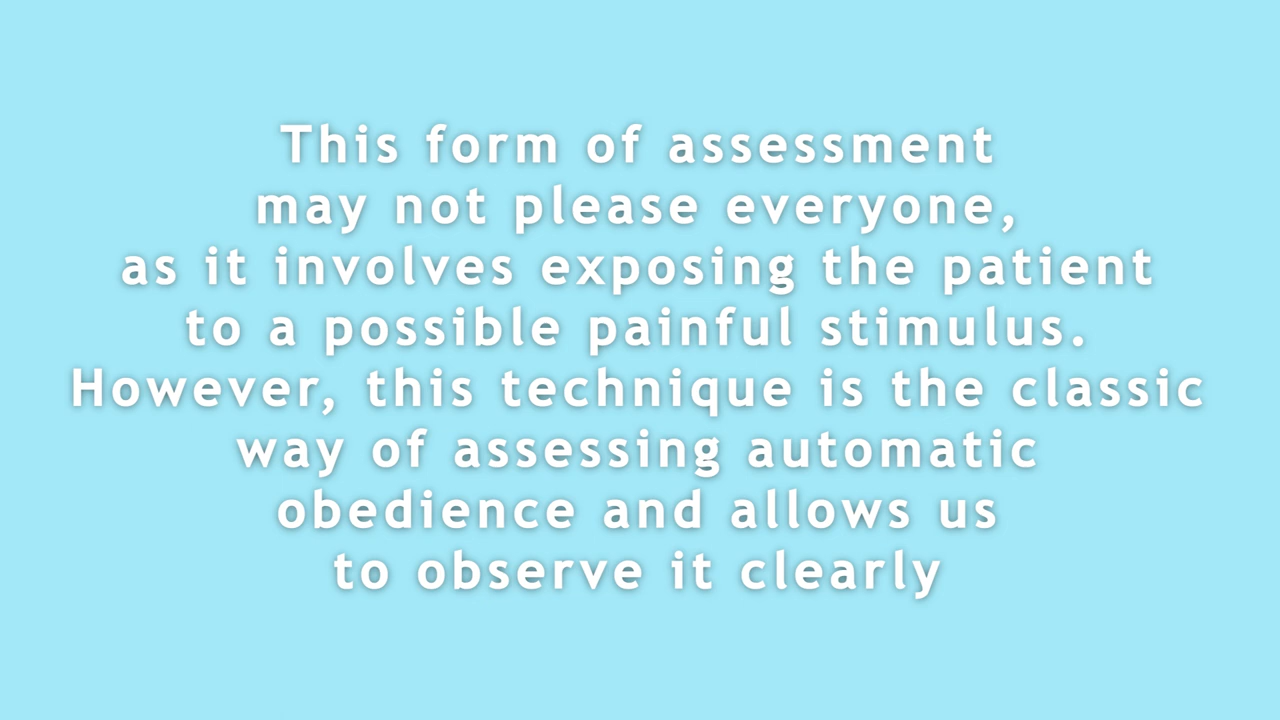 This form of assessment
may not please everyone,
as it involves exposing the patient
to a possible painful stimulus.
However, this technique is the classic
way of assessing automatic
obedience and allows us
to observe it clearly